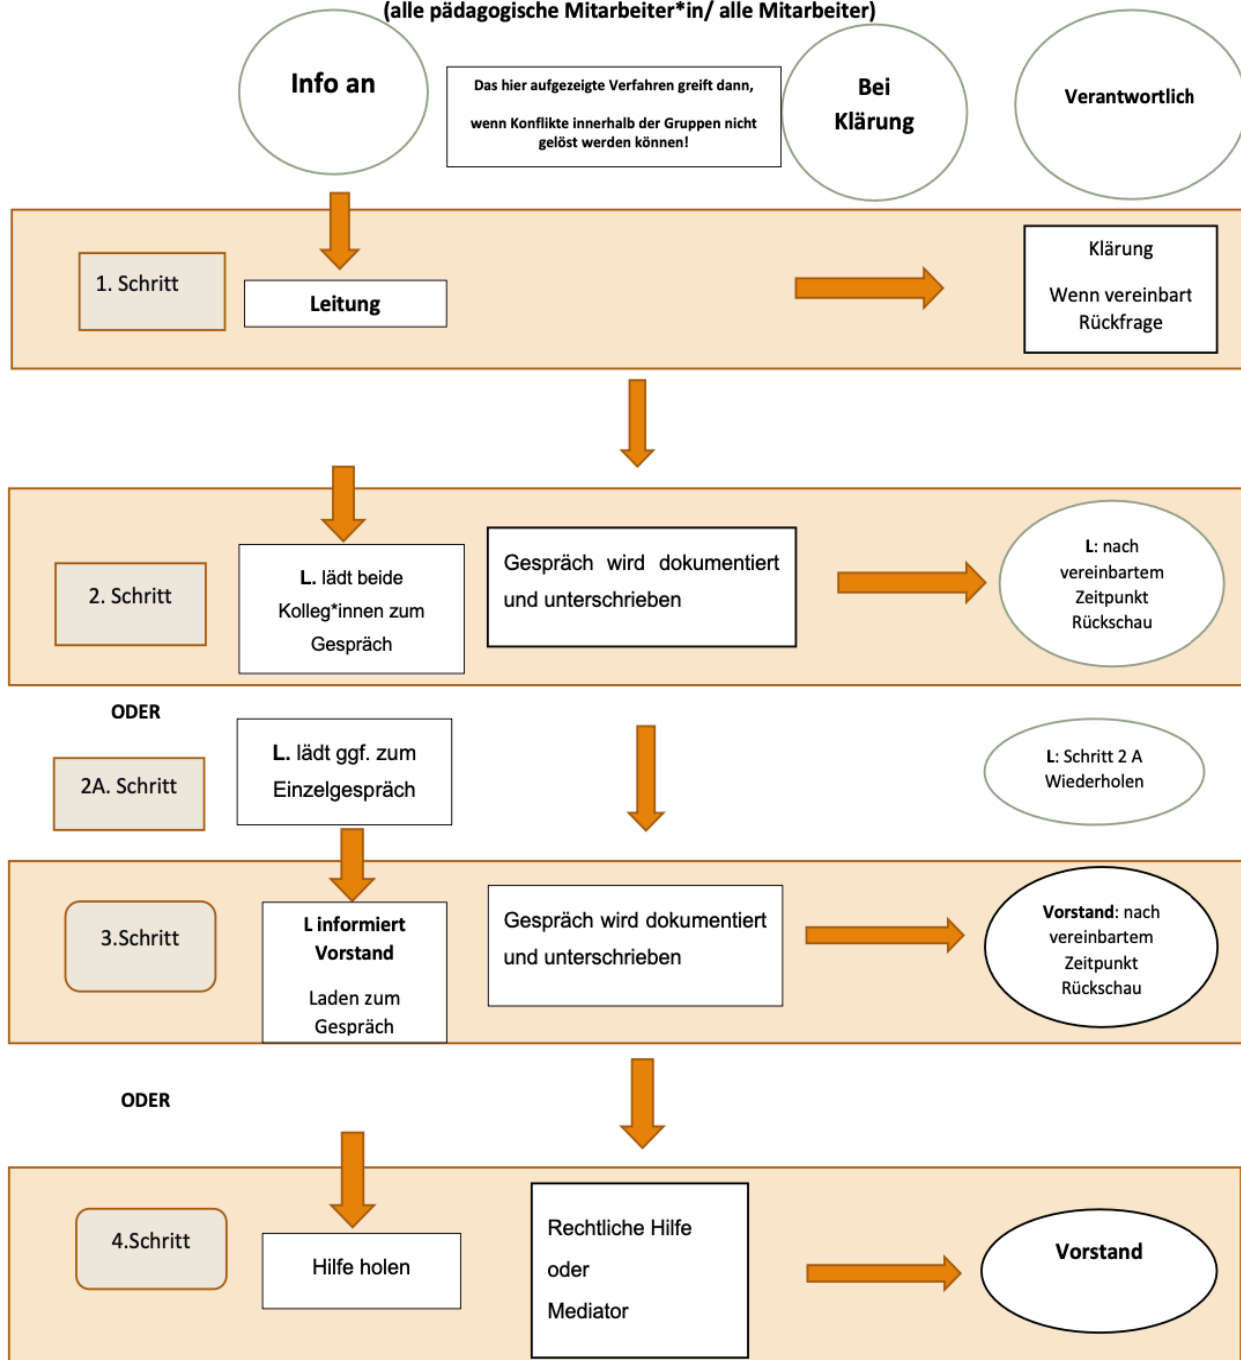 (alle pädagogische Mitarbeiter*in/ alle Mitarbeiter)
Info an
Das hier aufgezeigte Verfahren greift dann,
wenn Konflikte innerhalb der Gruppen nicht
gelöst werden können!
Bei
Klärung
Verantwortlich
1. Schritt
Leitung
Klärung
Wenn vereinbart
Rückfrage
2. Schritt
L. lädt beide
Kolleg*innen zum
Gespräch
Gespräch wird dokumentiert
und unterschrieben
L: nach
vereinbartem
Zeitpunkt
Rückschau
ODER
2A. Schritt
L. lädt ggf. zum
Einzelgespräch
L: Schritt 2 A
Wiederholen
3.Schritt
L informiert
Vorstand
Laden zum
Gespräch
Gespräch wird dokumentiert
und unterschrieben
Vorstand: nach
vereinbartem
Zeitpunkt
Rückschau
ODER
4.Schritt
Hilfe holen
Rechtliche Hilfe
oder
Mediator
Vorstand